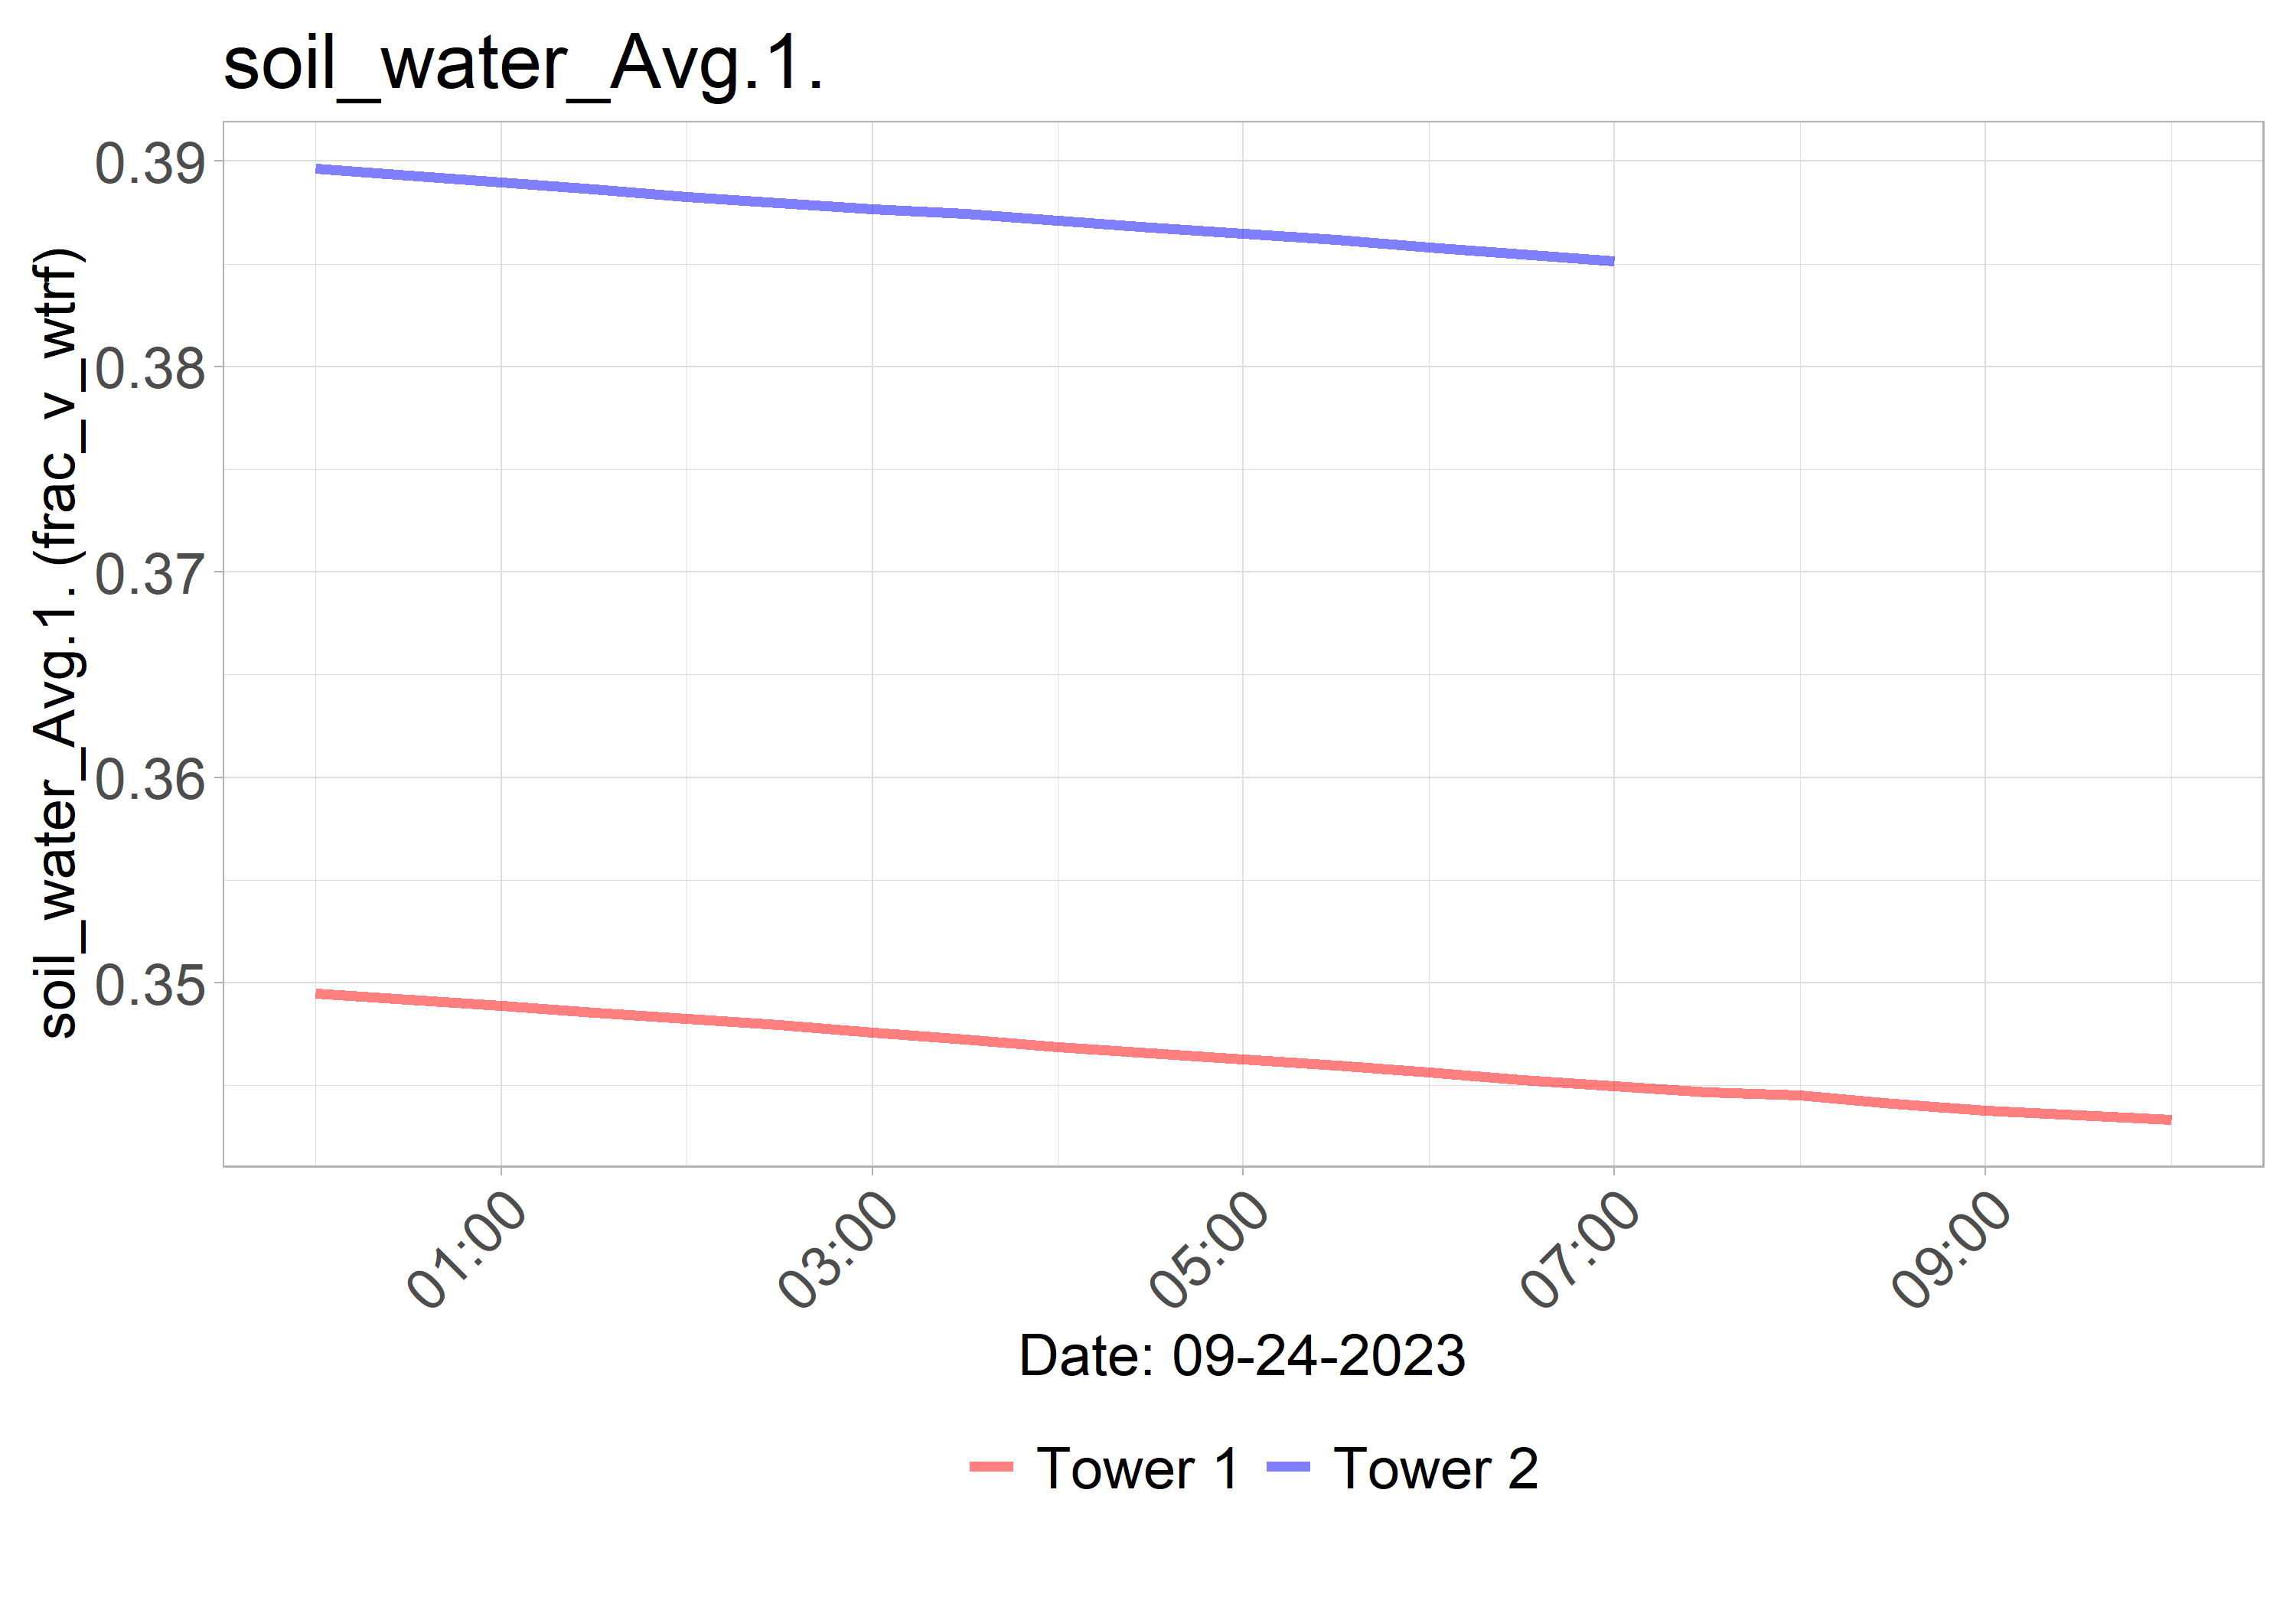 soil_water_Avg.1.
soil_water_Avg.1. (frac_v_wtrf)
0.39
0.38
0.37
0.36
0.35
01:00
03:00
05:00
07:00
09:00
Date: 09-24-2023
Tower 1
Tower 2